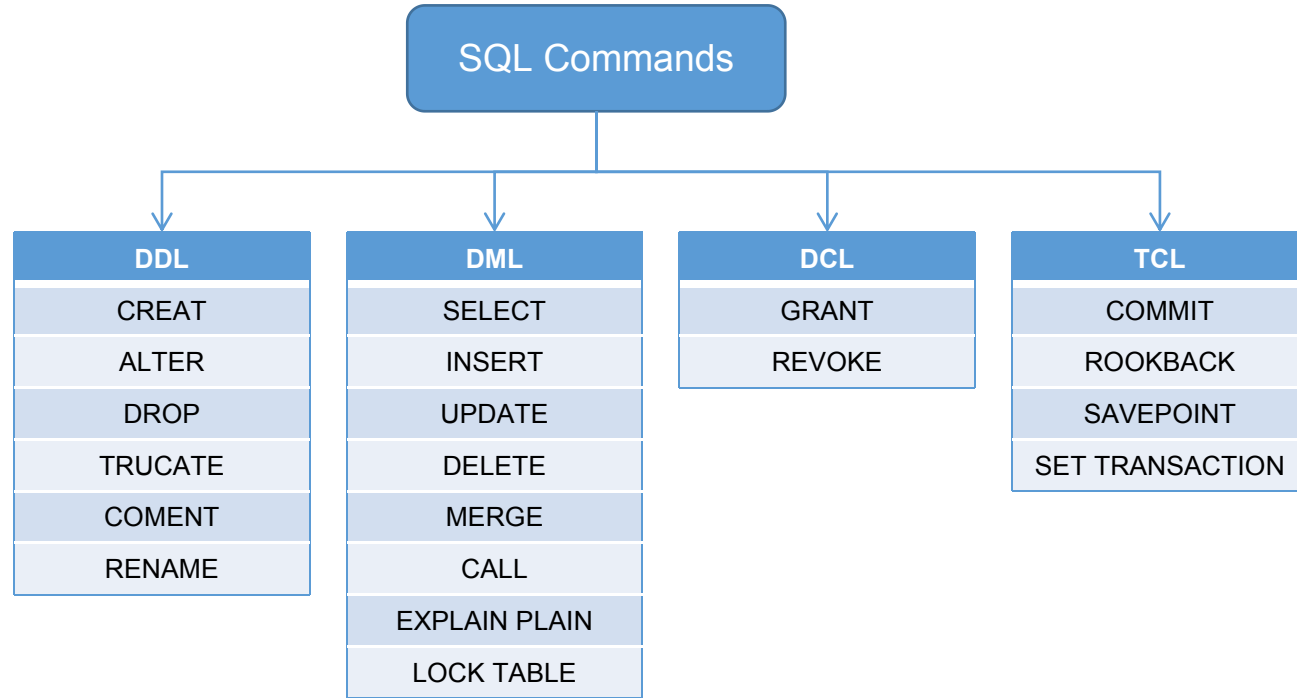 SQL Commands
DDL
CREAT
ALTER
DROP
TRUCATE
COMENT
RENAME
DML
SELECT
INSERT
UPDATE
DELETE
MERGE
CALL
EXPLAIN PLAIN
LOCK TABLE
DCL
GRANT
REVOKE
TCL
COMMIT
ROOKBACK
SAVEPOINT
SET TRANSACTION